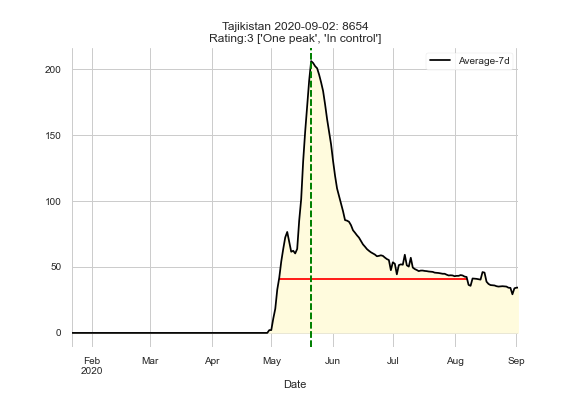 Tajikistan 2020-09-02: 8654
Rating:3 ['One peak', 'In control']
Average-7d
200
150
100
50
0
Feb Mar Apr May Jun Jul Aug Sep
2020
Date